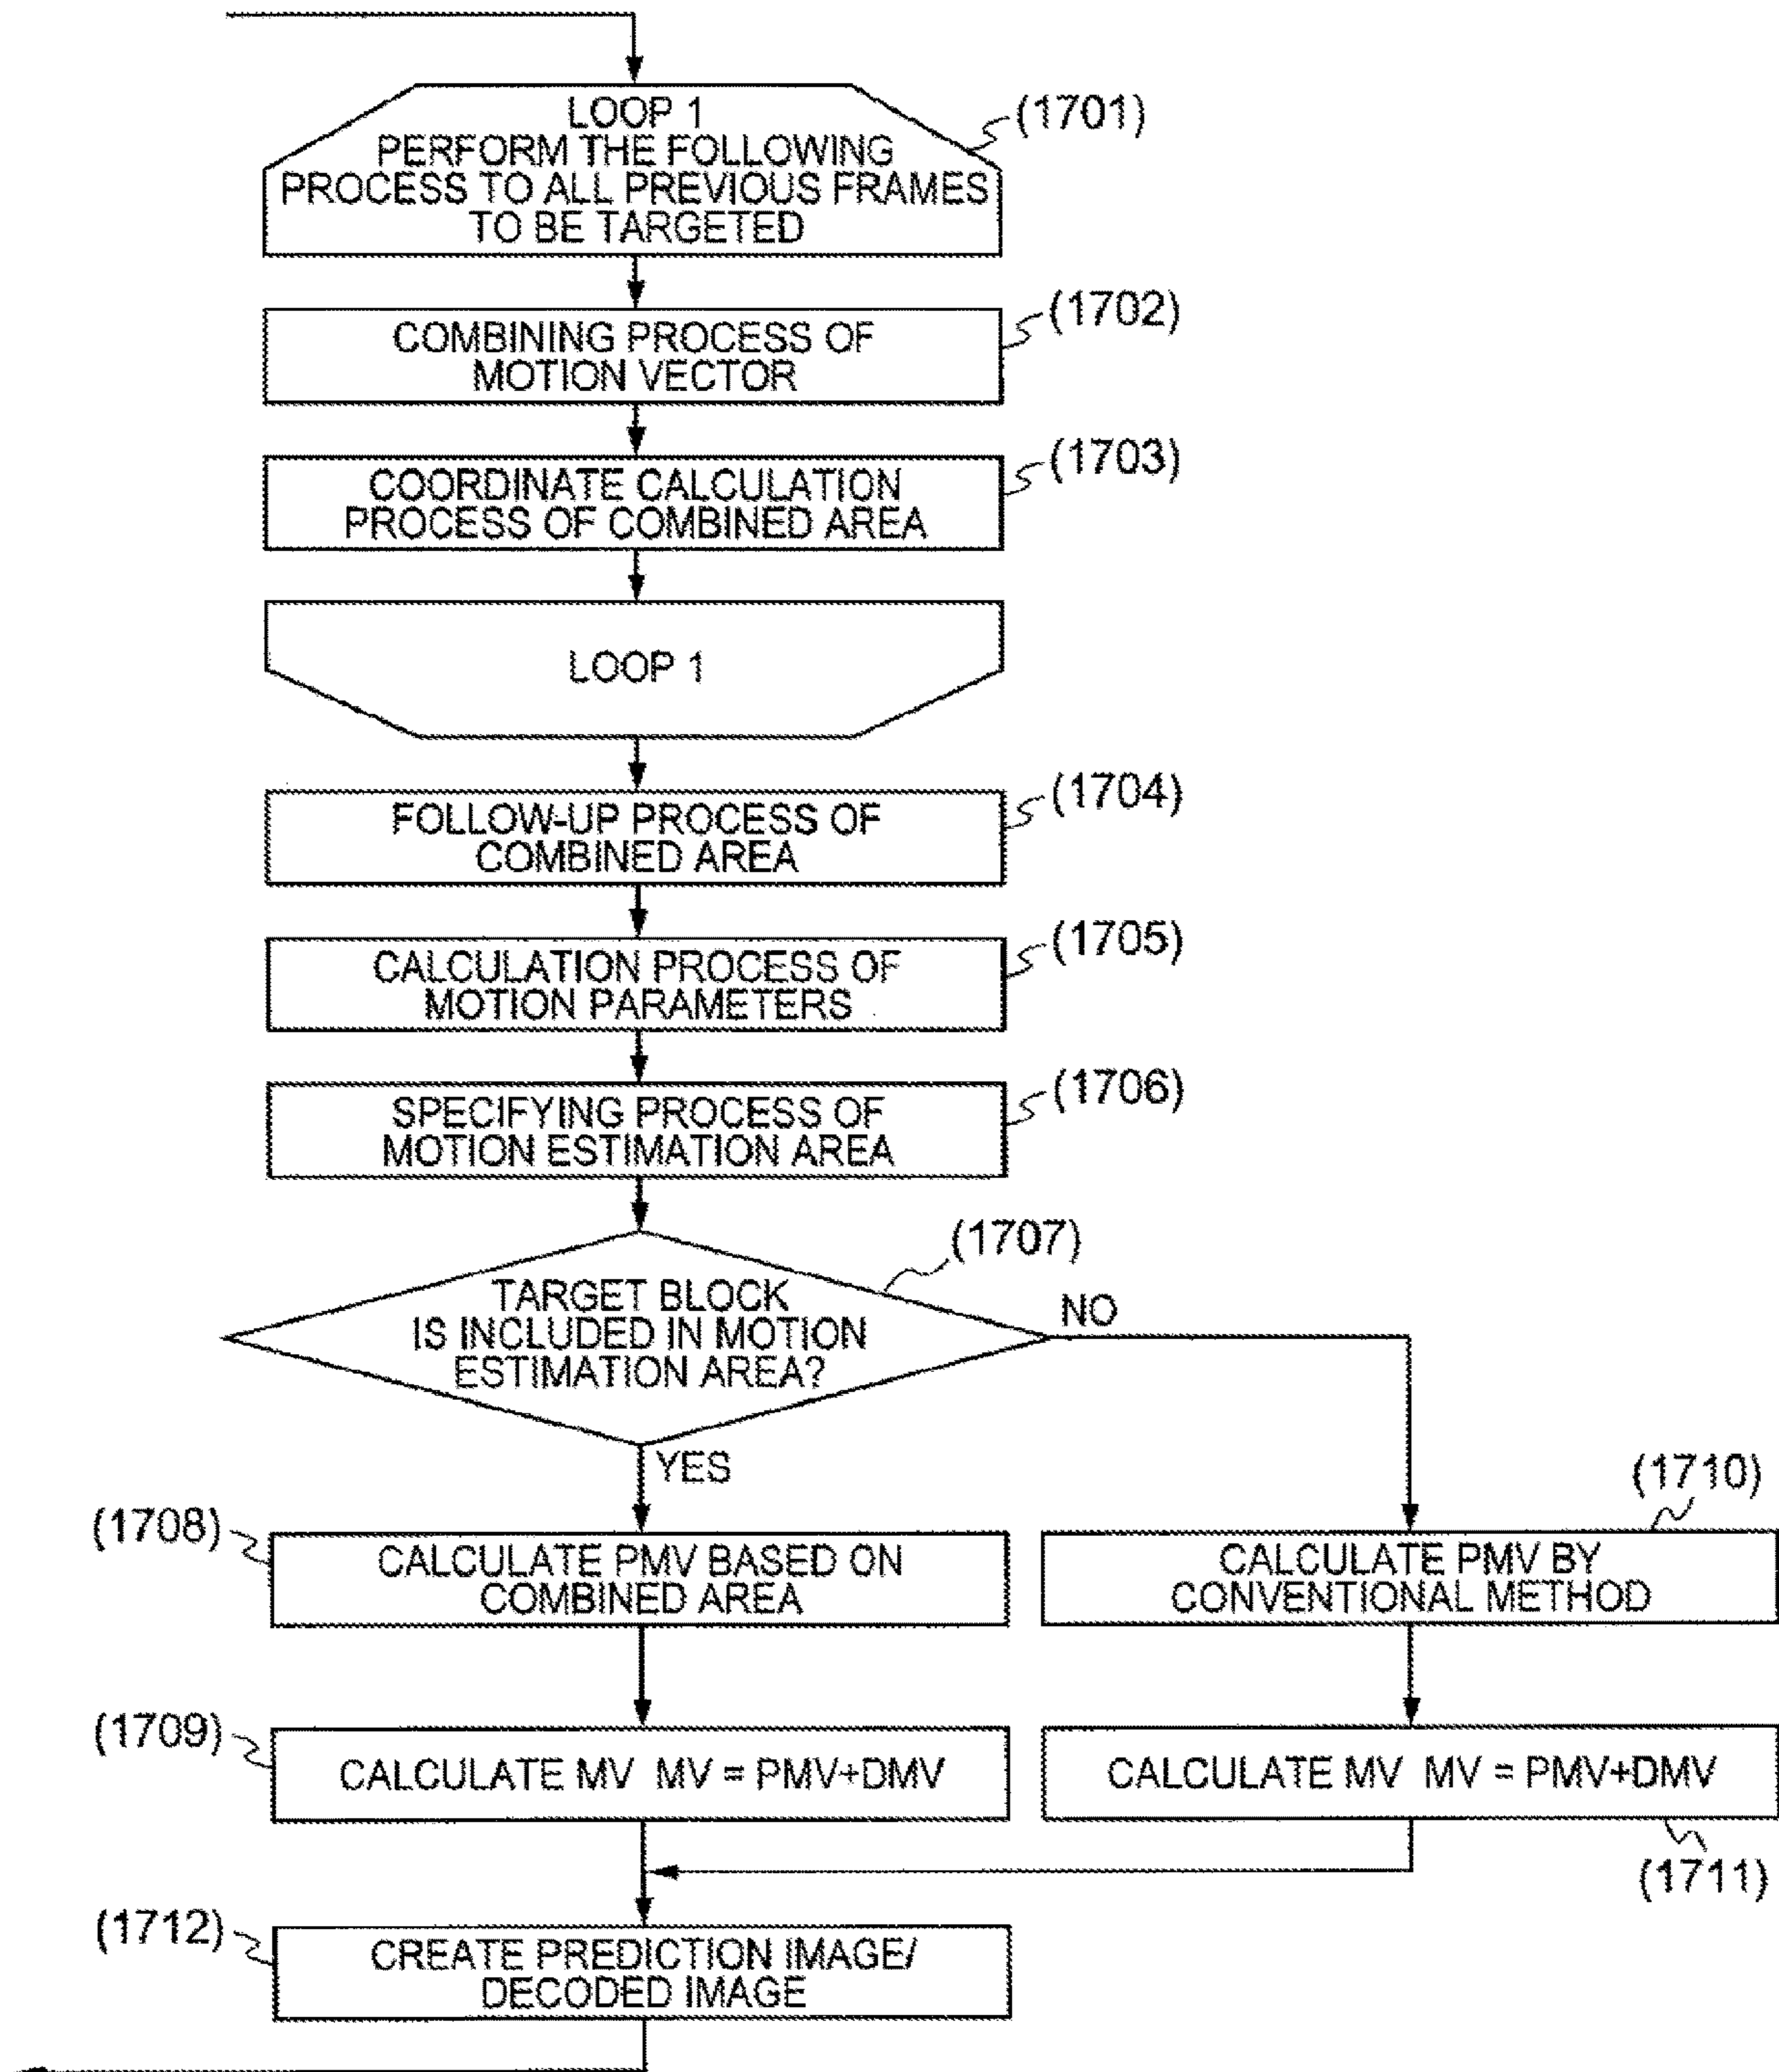 LOOP 1
PERFORM THE FOLLOWING
PROCESS TO ALL PREVIOUS FRAMES
TO BE TARGETED
(1701)
COMBINING PROCESS OF
MOTION VECTOR
(1702)
COORDINATE CALCULATION
PROCESS OF COMBINED AREA
(1703)
LOOP 1
FOLLOW-UP PROCESS OF
COMBINED AREA
(1704)
CALCULATION PROCESS OF
MOTION PARAMETERS
(1705)
SPECIFYING PROCESS OF
MOTION ESTIMATION AREA
(1706)
(1707)
TARGET BLOCK
IS INCLUDED IN MOTION
ESTIMATION AREA?
NO
YES
(1708)
CALCULATE PMV BASED ON
COMBINED AREA
(1710)
CALCULATE PMV BY
CONVENTIONAL METHOD
(1709)
CALCULATE MV MV = PMV+DMV
CALCULATE MV MV = PMV+DMV
(1711)
(1712)
CREATE PREDICTION IMAGE/
DECODED IMAGE